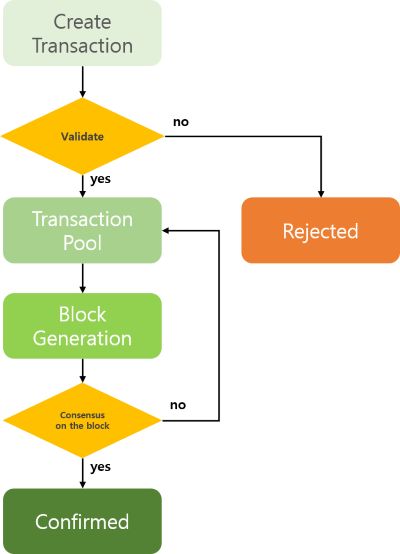 Create
Transaction
no
Validate
yes
Transaction
Pool
Rejected
Block
Generation
no
Consensus
on the block
yes
Confirmed